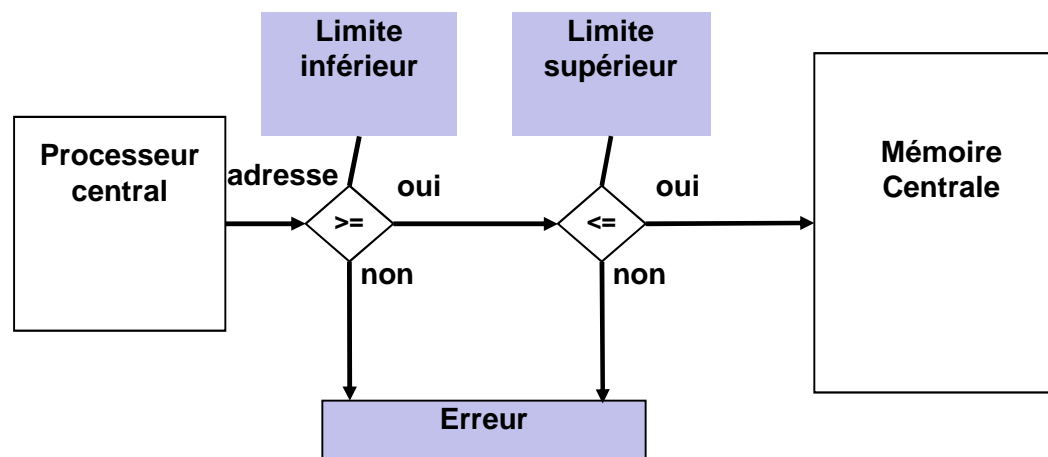 Limite
inférieur
Limite
supérieur
Processeur
central
adresse
>=
oui
<=
oui
Mémoire
Centrale
non
non
Erreur